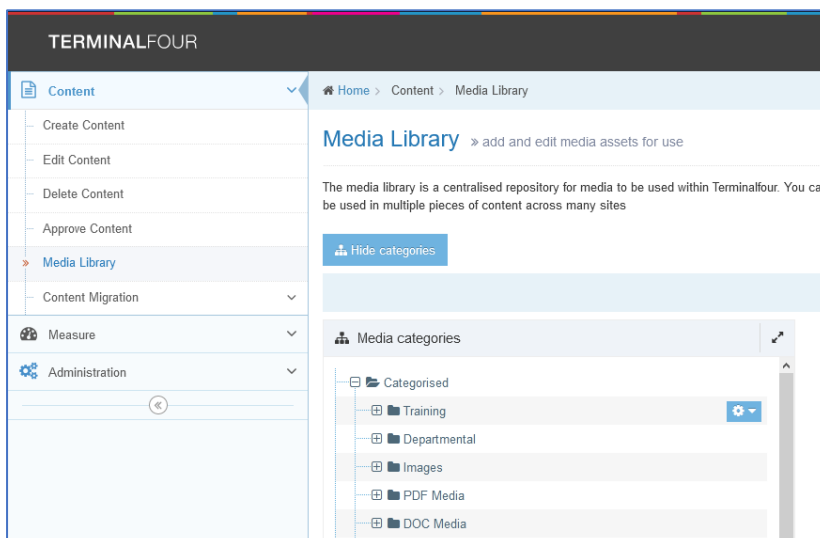 TERMINALFOUR
Content
Create Content
Edit Content
Delete Content
Approve Content
Media Library
Content Migration
Measure
Administration
Home > Content > Media Library
Media Library » add and edit media assets for use
The media library is a centralised repository for media to be used within Terminalfour. You ca
be used in multiple pieces of content across many sites
Hide categories
Media categories
Categorised
Training
Departmental
Images
PDF Media
DOC Media